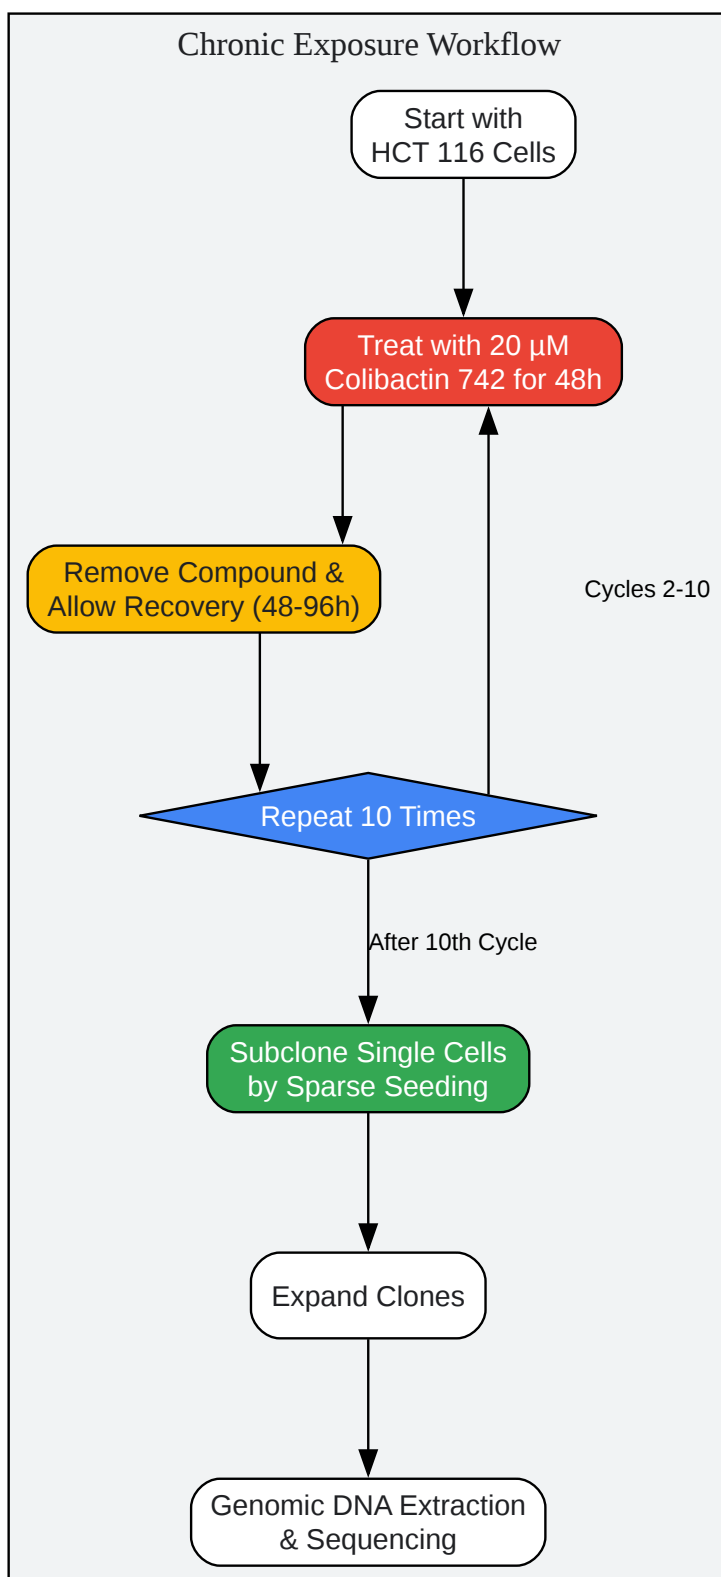 Chronic Exposure Workflow
Start with
HCT 116 Cells
Treat with 20 µM
Colibactin 742 for 48h
Remove Compound &
Allow Recovery (48-96h)
Cycles 2-10
Repeat 10 Times
After 10th Cycle
Subclone Single Cells
by Sparse Seeding
Expand Clones
Genomic DNA Extraction
& Sequencing